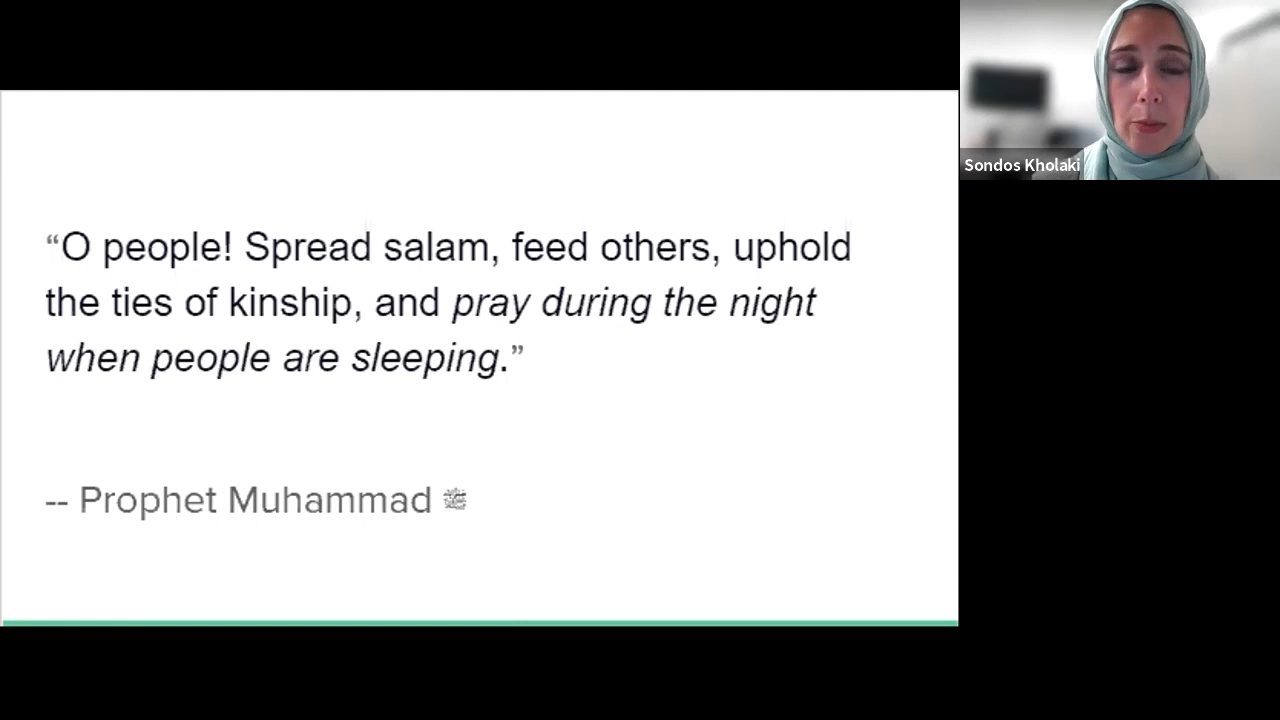 “O people! Spread salam, feed others, uphold
the ties of kinship, and pray during the night
when people are sleeping.”
-- Prophet Muhammad ﷺ
Sondos Kholaki